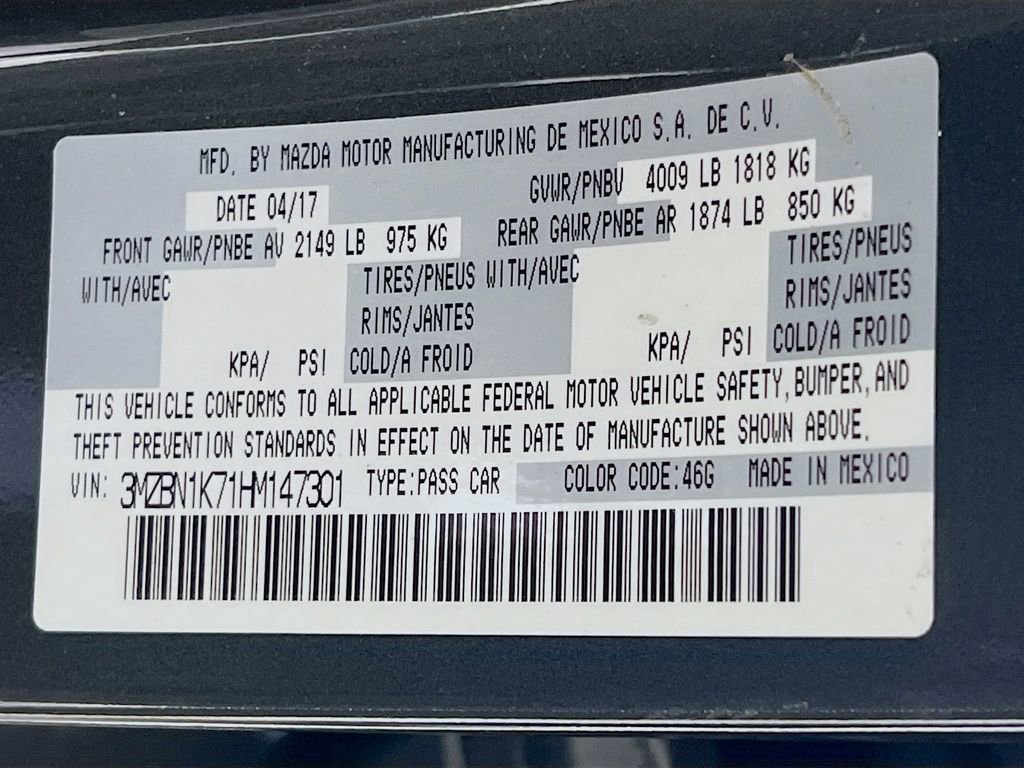 MFD. BY MAZDA MOTOR MANUFACTURING DE MEXICO S.A. DE C.V.
DATE 04/17 GVWR/PNBV 4009 LB 1818 KG
FRONT GAWR/PNBE AV 2149 LB 975 KG REAR GAWR/PNBE AR 1874 LB 850 KG
WITH/AVEC TIRES/PNEUS WITH/AVEC TIRES/PNEUS
RIMS/JANTES RIMS/JANTES
KPA/ PSI COLD/A FROID KPA/ PSI COLD/A FROID
THIS VEHICLE CONFORMS TO ALL APPLICABLE FEDERAL MOTOR VEHICLE SAFETY, BUMPER, AND
THEFT PREVENTION STANDARDS IN EFFECT ON THE DATE OF MANUFACTURE SHOWN ABOVE.
VIN: 3MZBN1K71HM147301 TYPE:PASS CAR COLOR CODE:46G MADE IN MEXICO